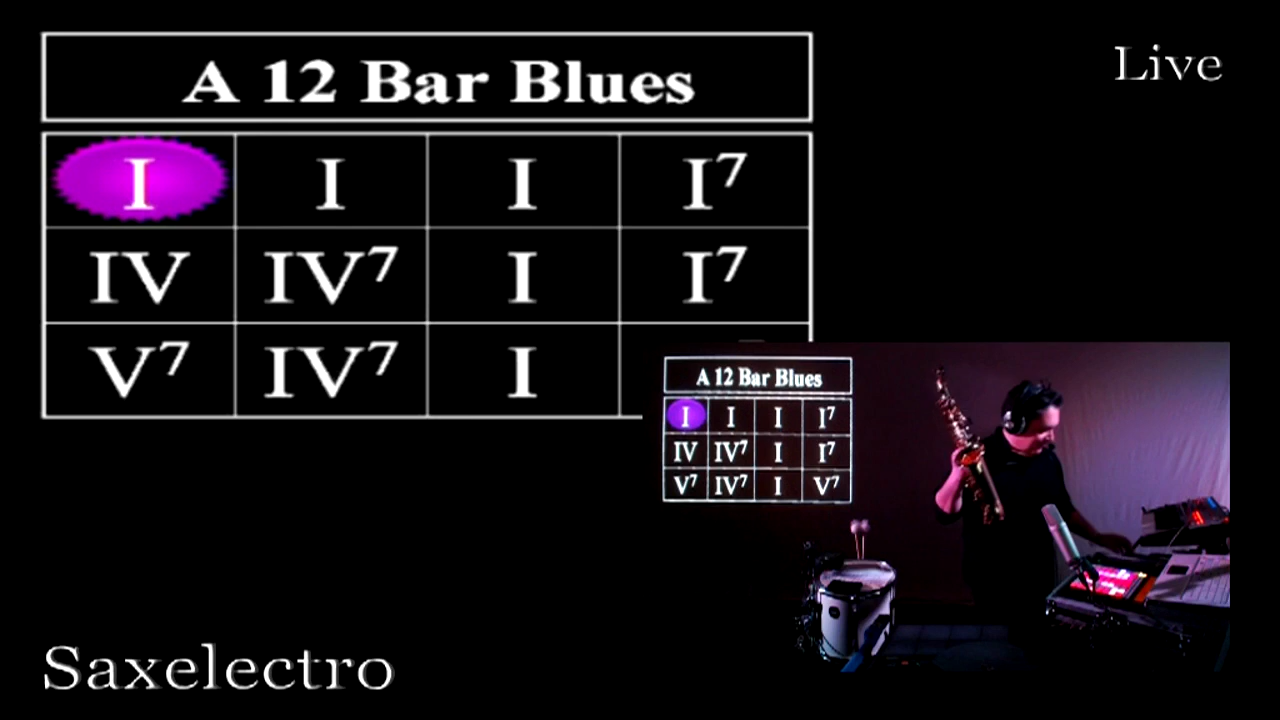 A 12 Bar Blues
Live
I I I I⁷
IV IV⁷ I I⁷
V⁷ IV⁷ I
A 12 Bar Blues
I I I I⁷
IV IV⁷ I I⁷
V⁷ IV⁷ I V⁷
Saxelectro